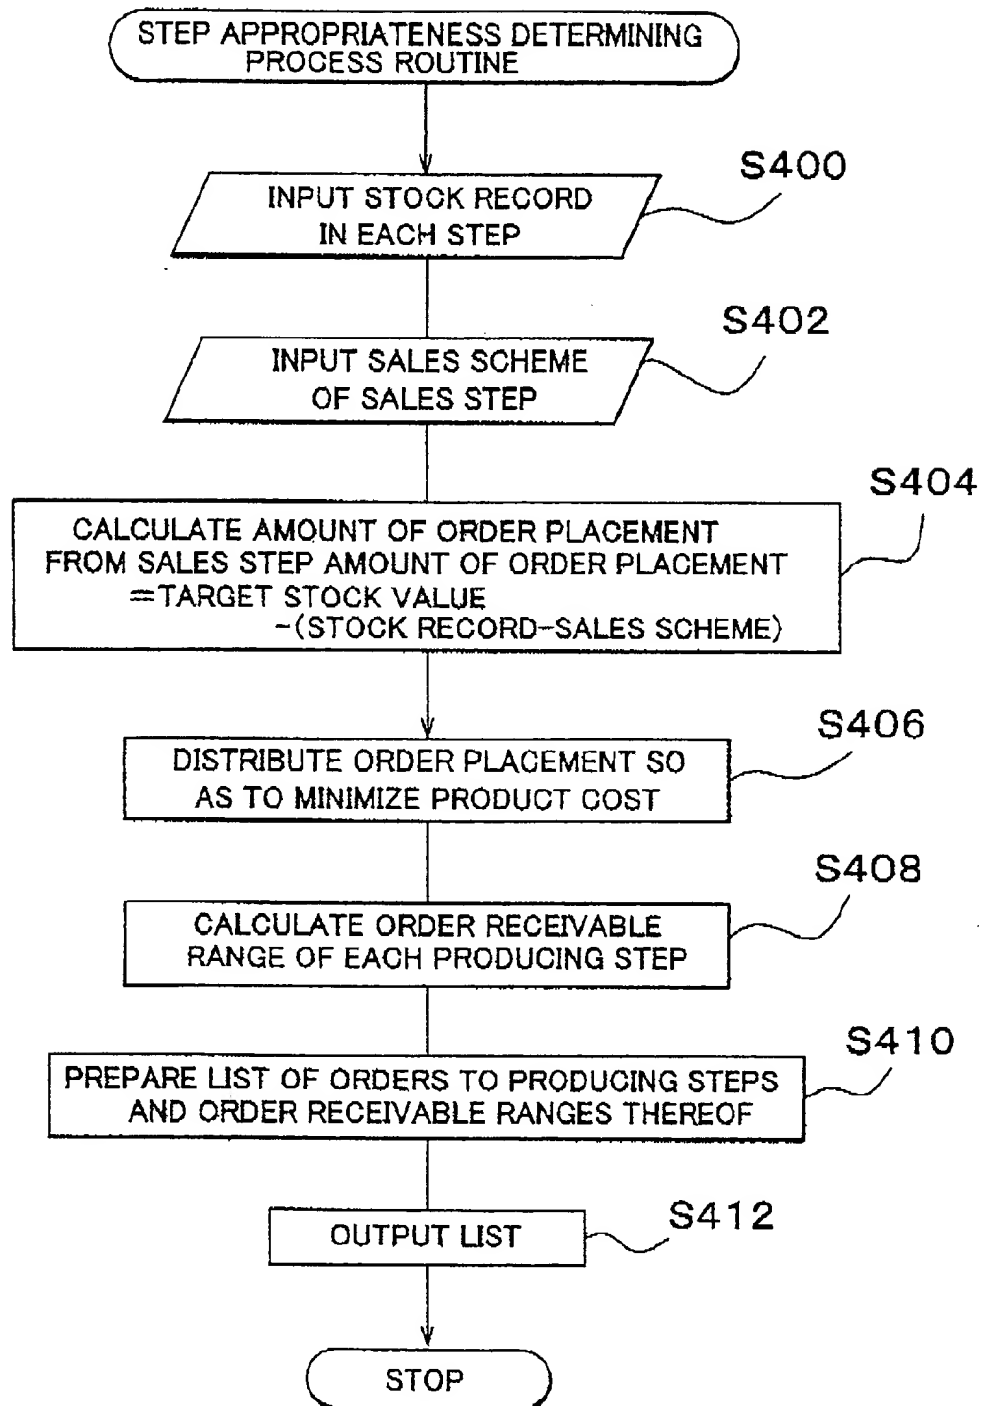 STEP APPROPRIATENESS DETERMINING
PROCESS ROUTINE
S400
INPUT STOCK RECORD
IN EACH STEP
S402
INPUT SALES SCHEME
OF SALES STEP
S404
CALCULATE AMOUNT OF ORDER PLACEMENT
FROM SALES STEP AMOUNT OF ORDER PLACEMENT
=TARGET STOCK VALUE
-(STOCK RECORD-SALES SCHEME)
S406
DISTRIBUTE ORDER PLACEMENT SO
AS TO MINIMIZE PRODUCT COST
S408
CALCULATE ORDER RECEIVABLE
RANGE OF EACH PRODUCING STEP
S410
PREPARE LIST OF ORDERS TO PRODUCING STEPS
AND ORDER RECEIVABLE RANGES THEREOF
S412
OUTPUT LIST
STOP